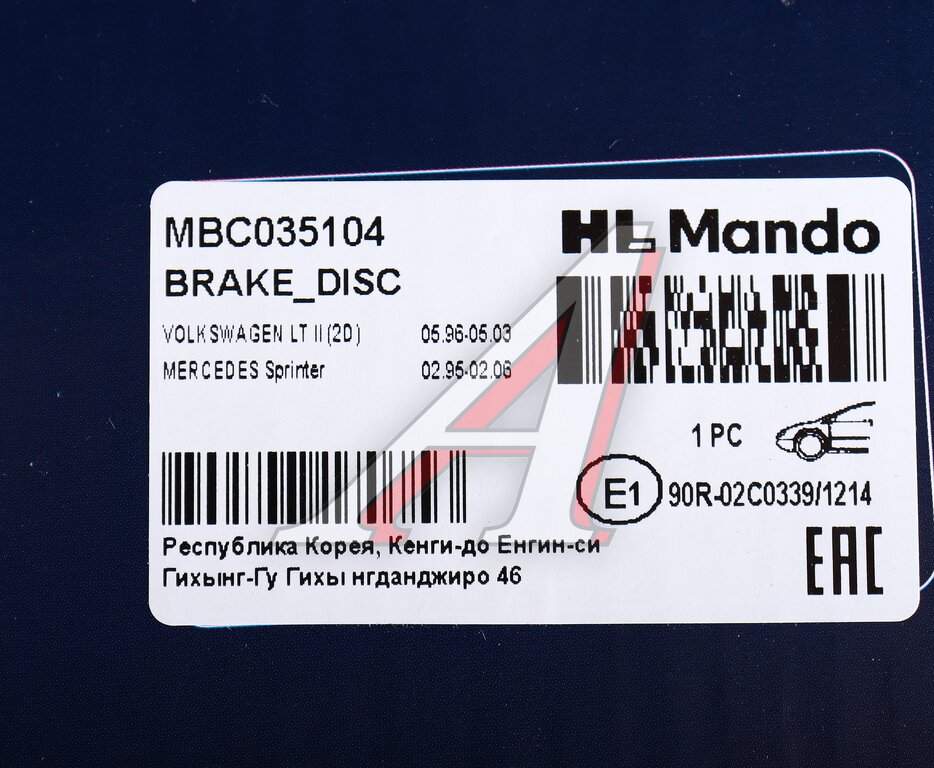 MBC035104
HL Mando
BRAKE_DISC
VOLKSWAGEN LT II (2D) 05.96-05.03
MERCEDES Sprinter 02.95-02.06
1 PC
E1 90R-02C0339/1214
Республика Корея, Кенги-до Енгин-си
Гихынг-Гу Гихы нгданджиро 46
EAC